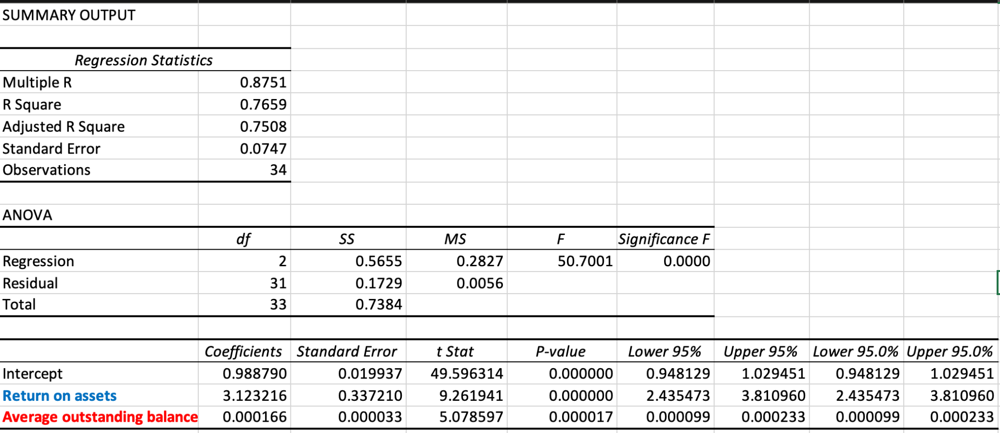 SUMMARY OUTPUT
Regression Statistics
Multiple R 0.8751
R Square 0.7659
Adjusted R Square 0.7508
Standard Error 0.0747
Observations 34
ANOVA
df SS MS F Significance F
Regression 2 0.5655 0.2827 50.7001 0.0000
Residual 31 0.1729 0.0056
Total 33 0.7384
Coefficients Standard Error t Stat P-value Lower 95% Upper 95% Lower 95.0% Upper 95.0%
Intercept 0.988790 0.019937 49.596314 0.000000 0.948129 1.029451 0.948129 1.029451
Return on assets 3.123216 0.337210 9.261941 0.000000 2.435473 3.810960 2.435473 3.810960
Average outstanding balance 0.000166 0.000033 5.078597 0.000017 0.000099 0.000233 0.000099 0.000233